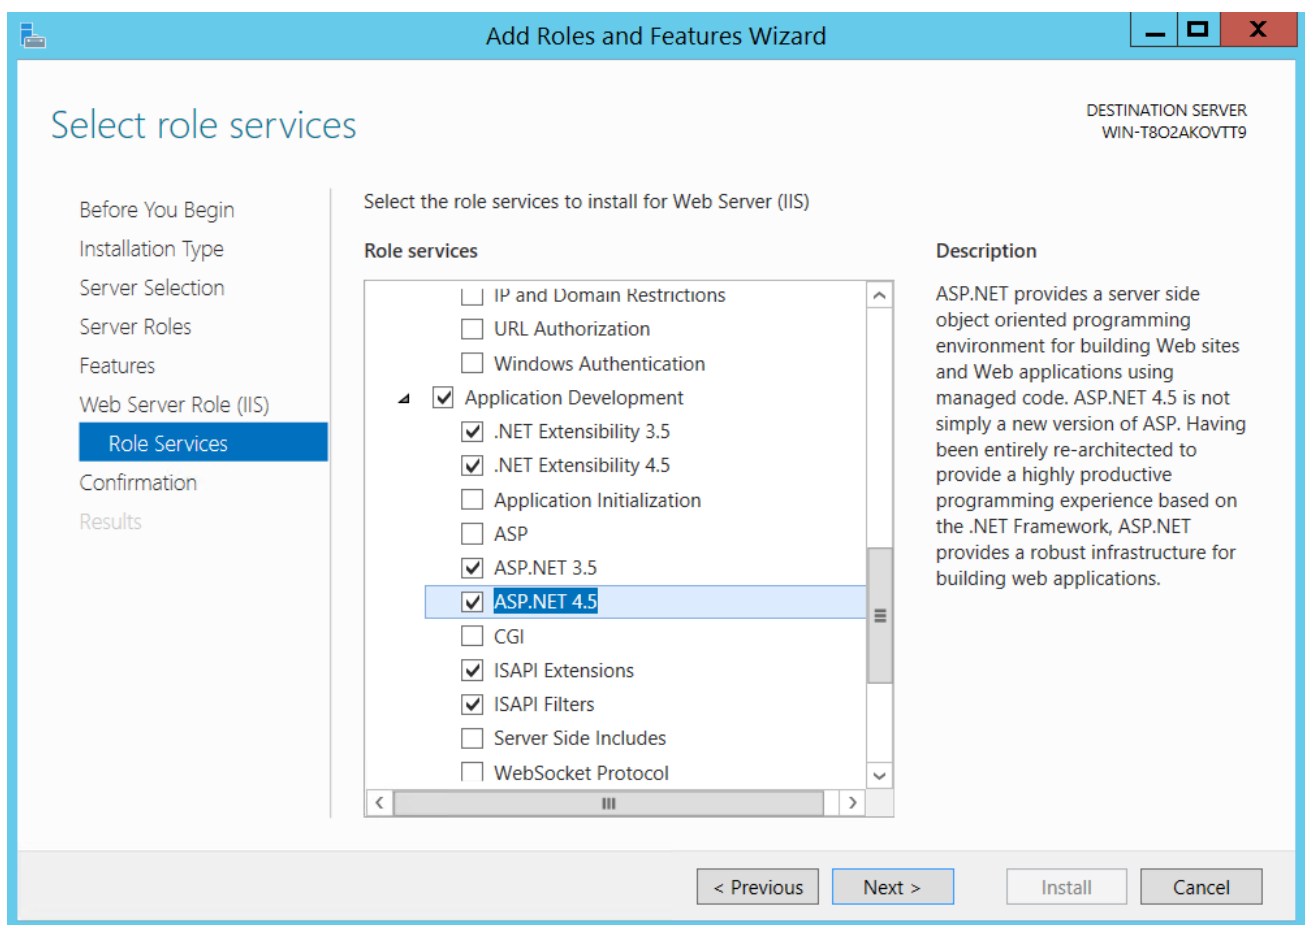 Add Roles and Features Wizard
X
Select role services
DESTINATION SERVER
WIN-T8O2AKOVTT9
Before You Begin
Installation Type
Server Selection
Server Roles
Features
Web Server Role (IIS)
Role Services
Confirmation
Results
Select the role services to install for Web Server (IIS)
Role services
IP and Domain Restrictions
URL Authorization
Windows Authentication
Application Development
.NET Extensibility 3.5
.NET Extensibility 4.5
Application Initialization
ASP
ASP.NET 3.5
ASP.NET 4.5
CGI
ISAPI Extensions
ISAPI Filters
Server Side Includes
WebSocket Protocol
Description
ASP.NET provides a server side
object oriented programming
environment for building Web sites
and Web applications using
managed code. ASP.NET 4.5 is not
simply a new version of ASP. Having
been entirely re-architected to
provide a highly productive
programming experience based on
the .NET Framework, ASP.NET
provides a robust infrastructure for
building web applications.
< Previous
Next >
Install
Cancel